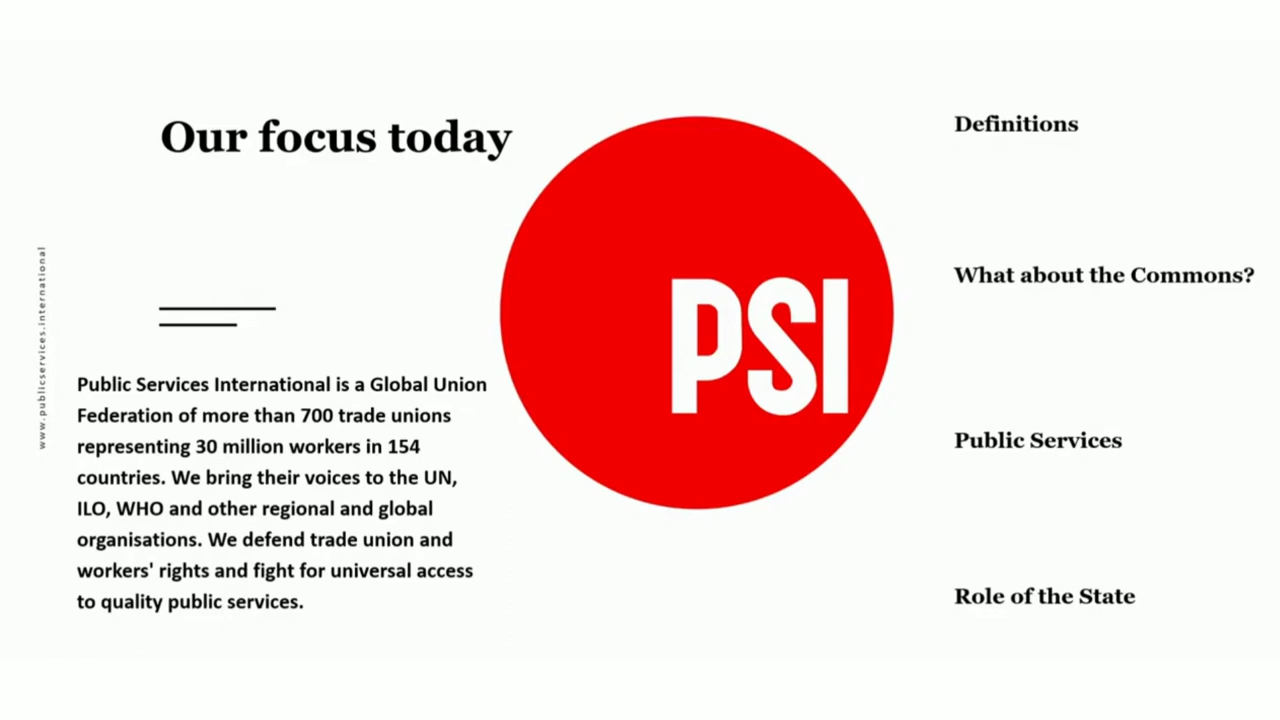 Our focus today
www.publicservices.international
Public Services International is a Global Union
Federation of more than 700 trade unions
representing 30 million workers in 154
countries. We bring their voices to the UN,
ILO, WHO and other regional and global
organisations. We defend trade union and
workers' rights and fight for universal access
to quality public services.
PSI
Definitions
What about the Commons?
Public Services
Role of the State